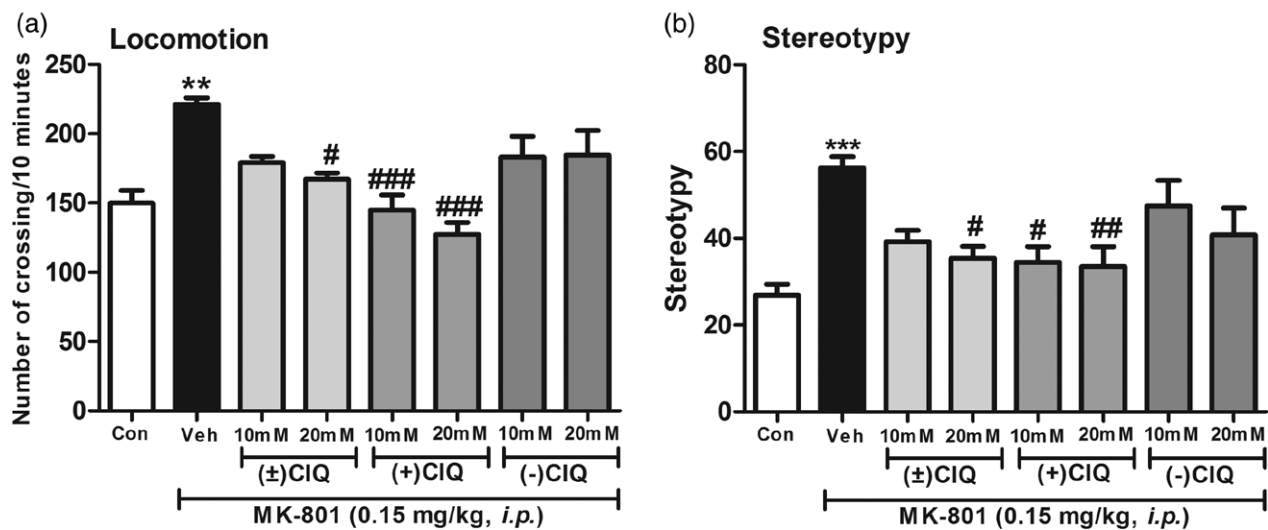 (a)
Locomotion
Number of crossing/10 minutes
250
200
150
100
50
0
**
#
###
###
Con
Veh
10mM
20mM
10mM
20mM
10mM
20mM
(±)CIQ
(+)CIQ
(-)CIQ
MK-801 (0.15 mg/kg, i.p.)
(b)
Stereotypy
Stereotypy
80
60
40
20
0
***
#
#
##
Con
Veh
10mM
20mM
10mM
20mM
10mM
20mM
(±)CIQ
(+)CIQ
(-)CIQ
MK-801 (0.15 mg/kg, i.p.)